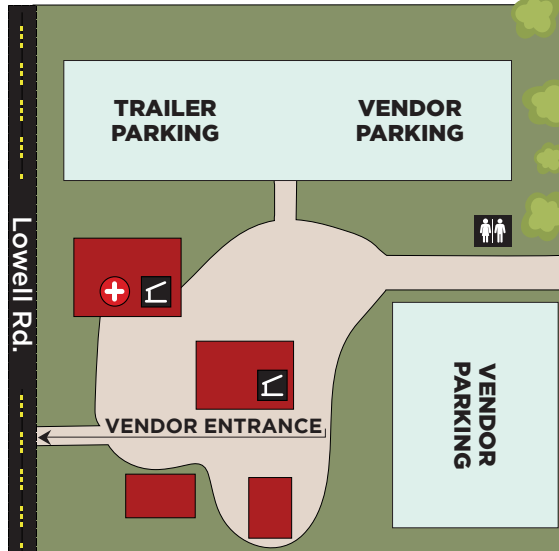 TRAILER
PARKING
VENDOR
PARKING
Lowell Rd.
VENDOR
PARKING
VENDOR ENTRANCE